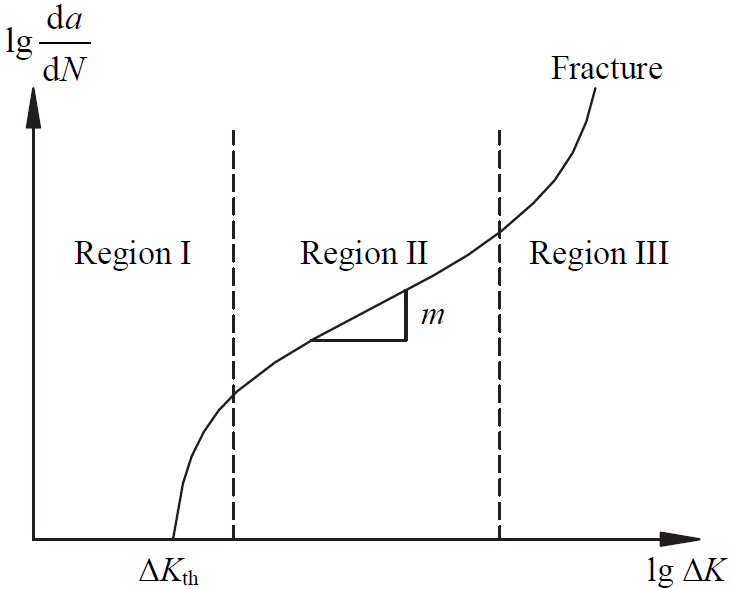 lg da/dN
Fracture
Region I
Region II
Region III
m
ΔKth
lg ΔK